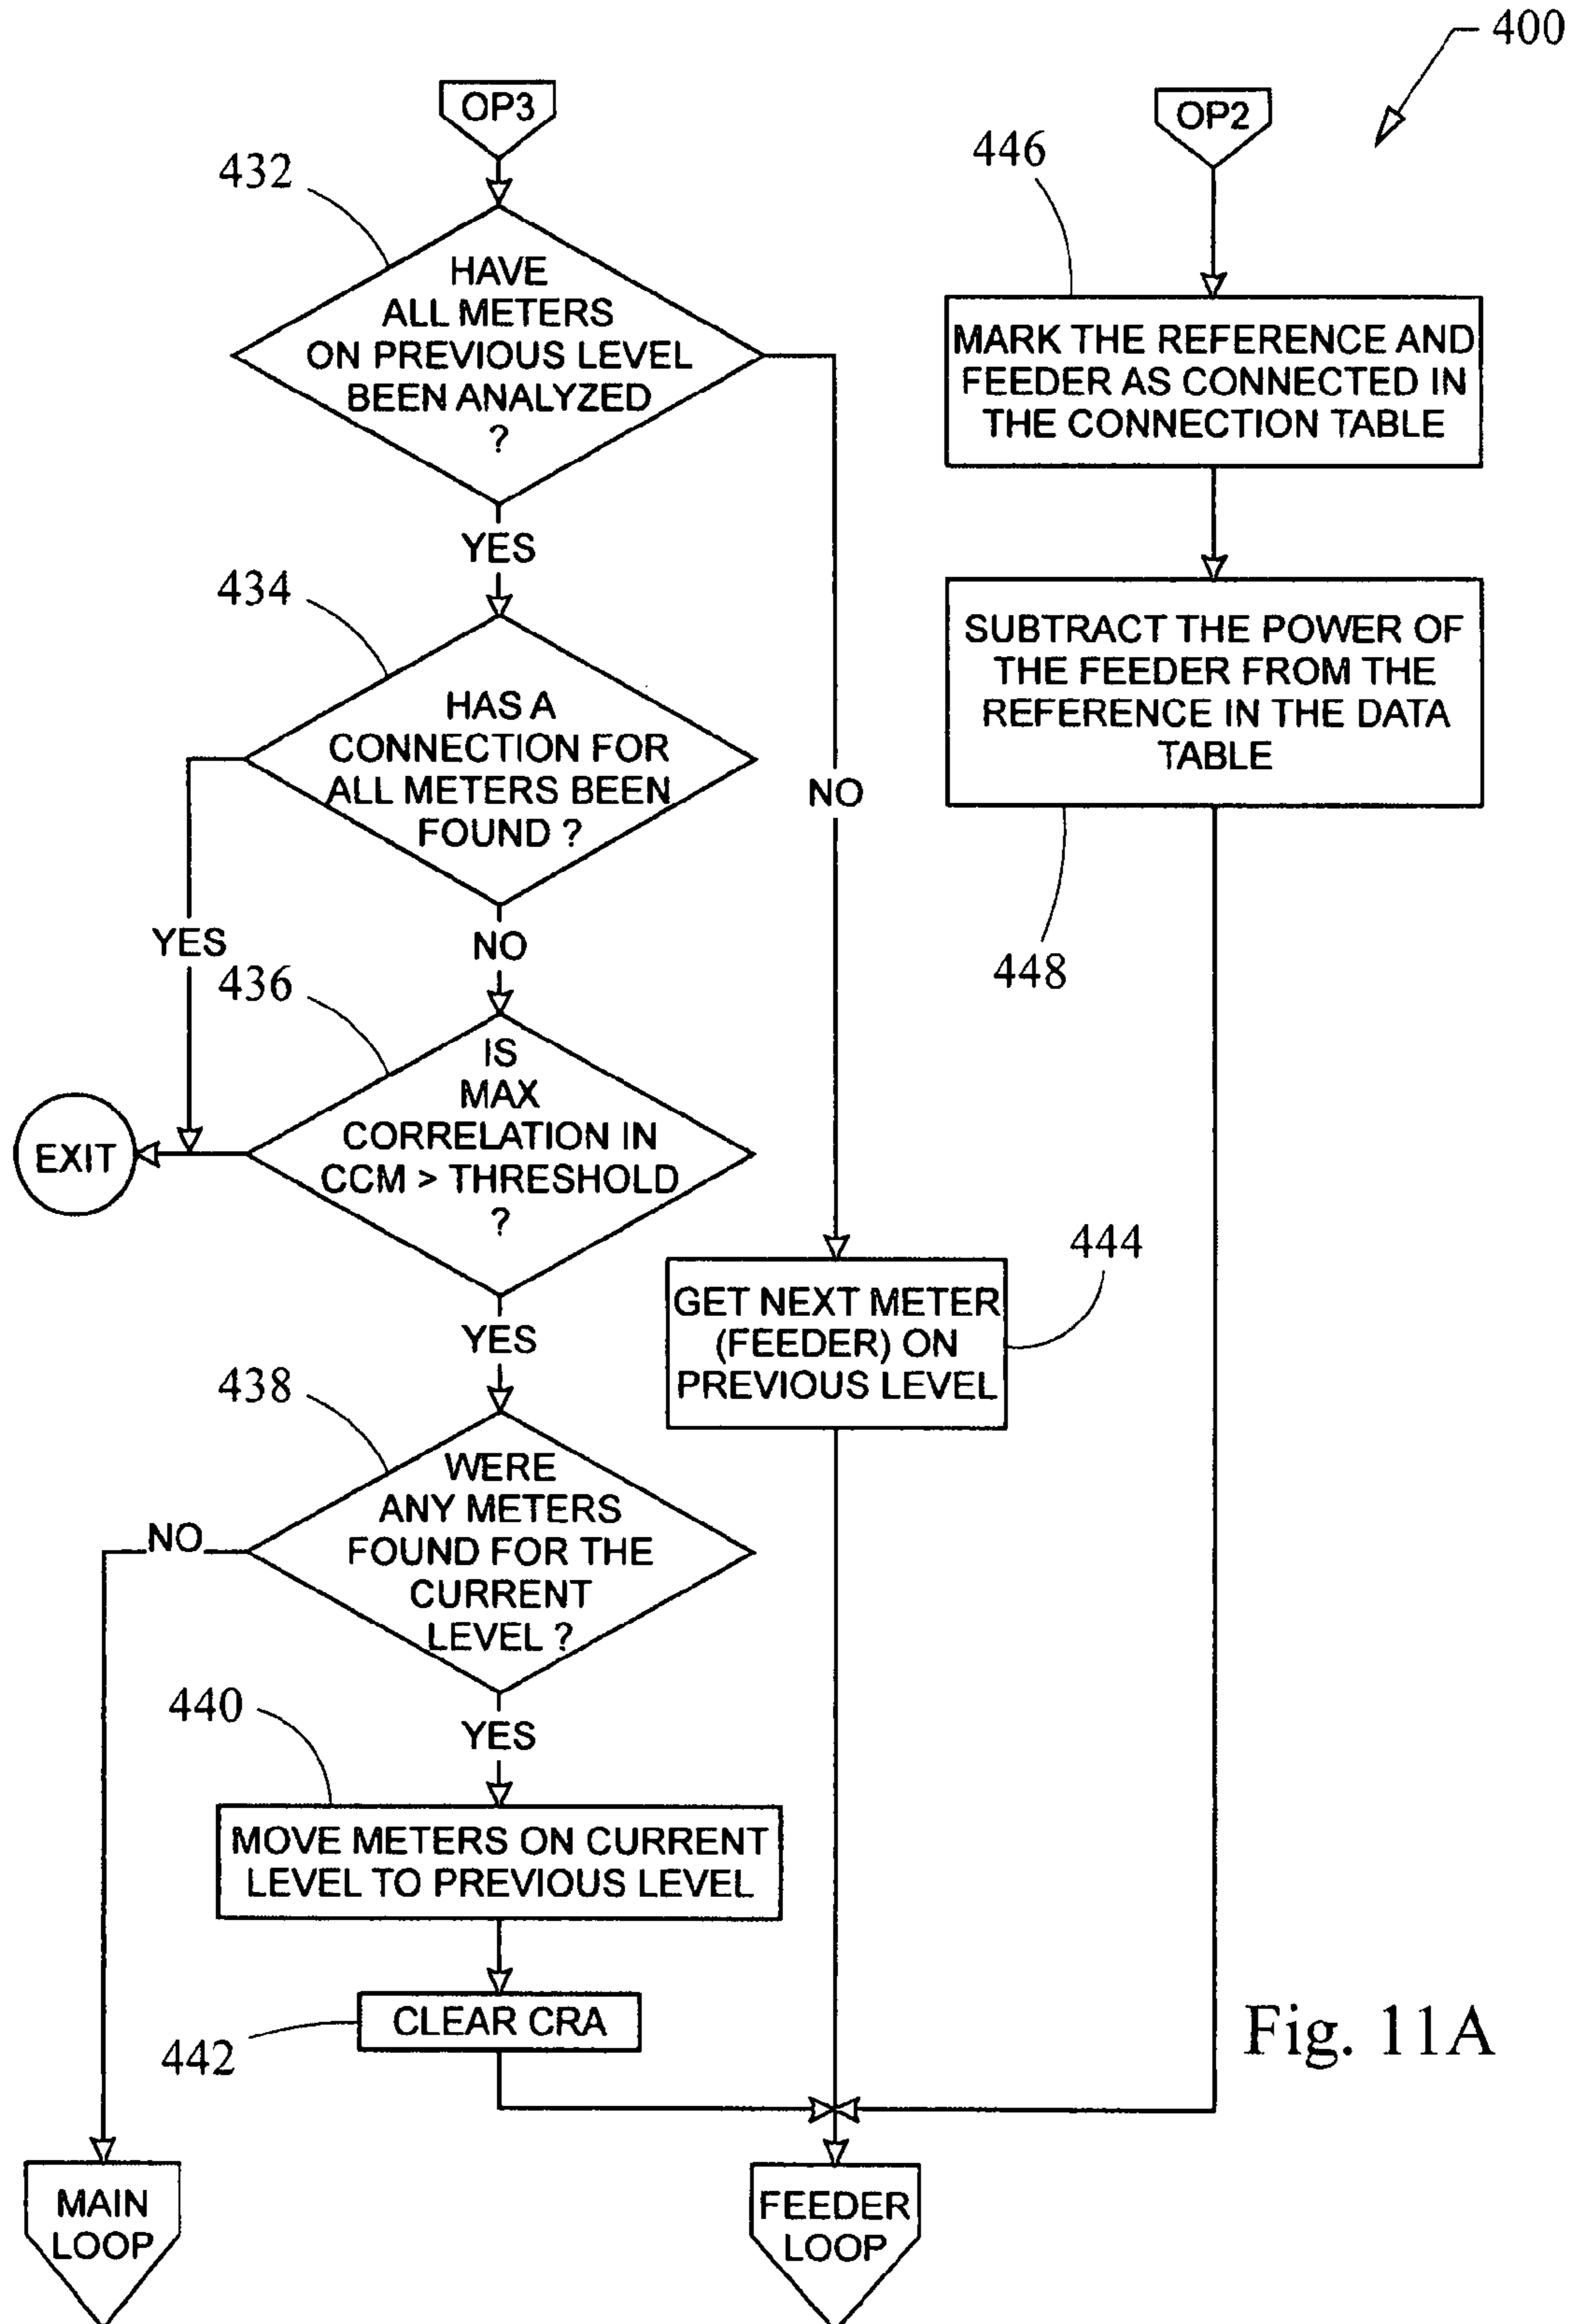 400
OP3
OP2
432
446
HAVE
ALL METERS
ON PREVIOUS LEVEL
BEEN ANALYZED
?
MARK THE REFERENCE AND
FEEDER AS CONNECTED IN
THE CONNECTION TABLE
YES
434
SUBTRACT THE POWER OF
THE FEEDER FROM THE
REFERENCE IN THE DATA
TABLE
HAS A
CONNECTION FOR
ALL METERS BEEN
FOUND ?
NO
YES
NO
448
436
IS
MAX
CORRELATION IN
CCM > THRESHOLD
?
EXIT
444
GET NEXT METER
(FEEDER) ON
PREVIOUS LEVEL
YES
438
WERE
ANY METERS
FOUND FOR THE
CURRENT
LEVEL ?
NO
440
YES
MOVE METERS ON CURRENT
LEVEL TO PREVIOUS LEVEL
CLEAR CRA
442
Fig. 11A
MAIN
LOOP
FEEDER
LOOP